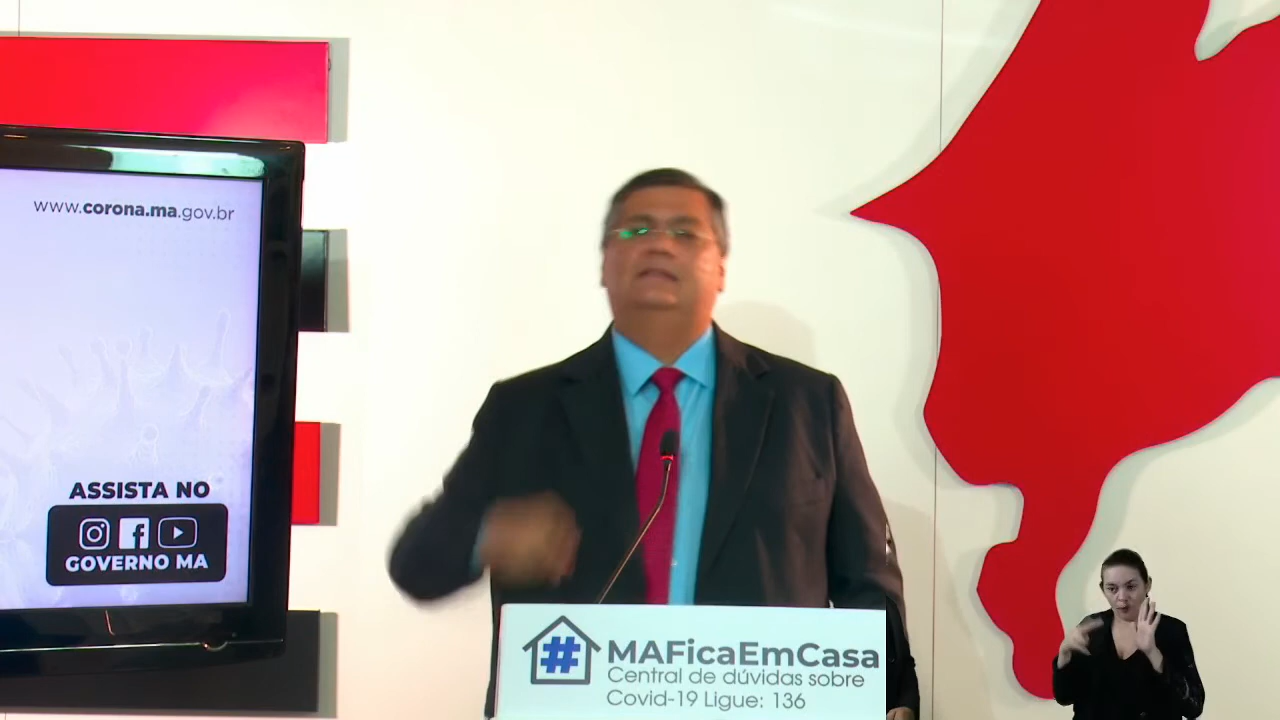 www.corona.ma.gov.br
ASSISTA NO
GOVERNO MA
#MAFicaEmCasa
Central de dúvidas sobre
Covid-19 Ligue: 136